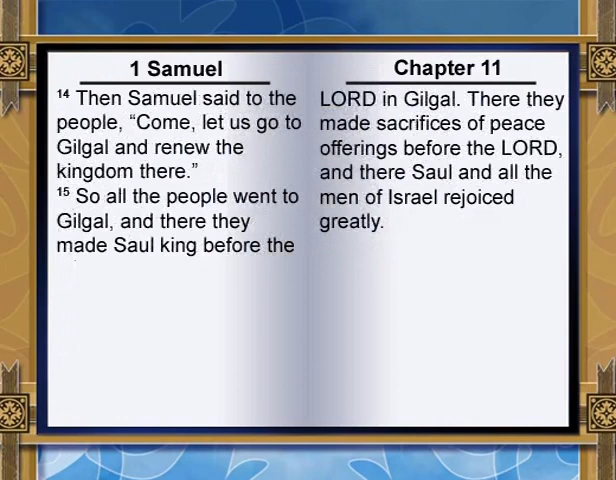 1 Samuel
14 Then Samuel said to the
people, “Come, let us go to
Gilgal and renew the
kingdom there.”
15 So all the people went to
Gilgal, and there they
made Saul king before the
Chapter 11
LORD in Gilgal. There they
made sacrifices of peace
offerings before the LORD,
and there Saul and all the
men of Israel rejoiced
greatly.